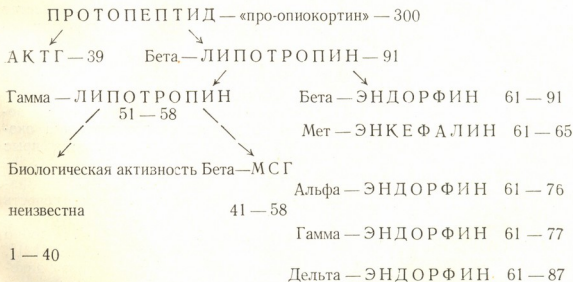 ПРОТОПЕПТИД — «про-опиокортин» — 300
АКТГ — 39 Бета — ЛИПОТРОПИН — 91
Гамма — ЛИПОТРОПИН Бета — ЭНДОРФИН 61 — 91
51 — 58
Мет — ЭНКЕФАЛИН 61 — 65
Биологическая активность Бета — МСГ
Альфа — ЭНДОРФИН 61 — 76
неизвестна 41 — 58
Гамма — ЭНДОРФИН 61 — 77
1 — 40
Дельта — ЭНДОРФИН 61 — 87